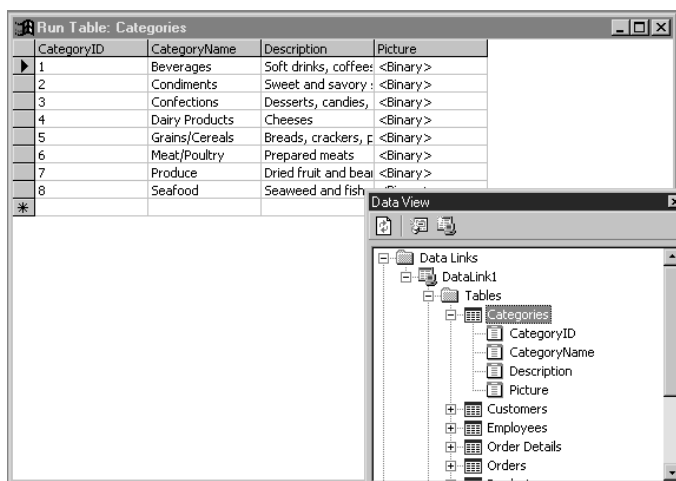 Run Table: Categories
CategoryID CategoryName Description Picture
1 Beverages Soft drinks, coffees <Binary>
2 Condiments Sweet and savory <Binary>
3 Confections Desserts, candies, <Binary>
4 Dairy Products Cheeses <Binary>
5 Grains/Cereals Breads, crackers, p <Binary>
6 Meat/Poultry Prepared meats <Binary>
7 Produce Dried fruit and bean <Binary>
8 Seafood Seaweed and fish
Data View
Data Links
DataLink1
Tables
Categories
CategoryID
CategoryName
Description
Picture
Customers
Employees
Order Details
Orders